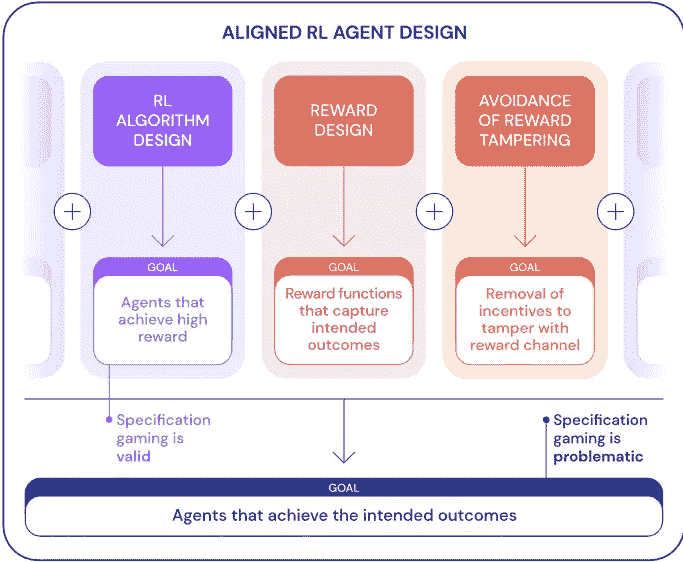 ALIGNED RL AGENT DESIGN
RL
ALGORITHM
DESIGN
REWARD
DESIGN
AVOIDANCE
OF REWARD
TAMPERING
GOAL
Agents that
achieve high
reward
GOAL
Reward functions
that capture
intended
outcomes
GOAL
Removal of
incentives to
tamper with
reward channel
Specification
gaming is
valid
Specification
gaming is
problematic
GOAL
Agents that achieve the intended outcomes